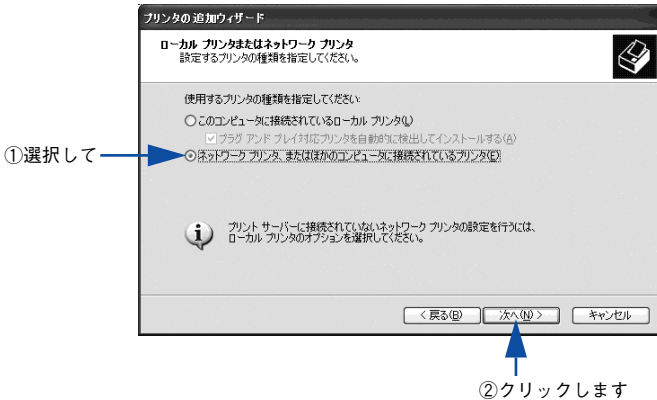 プリンタの追加ウィザード
ローカル プリンタまたはネットワーク プリンタ
設定するプリンタの種類を指定してください。
使用するプリンタの種類を指定してください:
このコンピュータに接続されているローカル プリンタ(L)
プラグ アンド プレイ対応プリンタを自動的に検出してインストールする(A)
①選択して
ネットワーク プリンタ、またはほかのコンピュータに接続されているプリンタ(E)
プリント サーバーに接続されていないネットワーク プリンタの設定を行うには、
ローカル プリンタのオプションを選択してください。
< 戻る(B) 次へ(N) > キャンセル
②クリックします